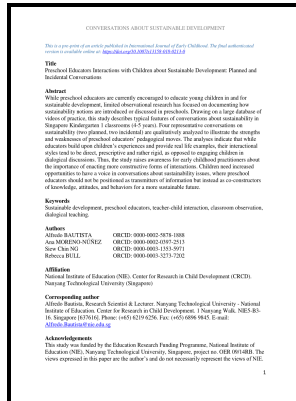 CONVERSATIONS ABOUT SUSTAINABLE DEVELOPMENT
This is a pre-print of an article published in International Journal of Early Childhood. The final authenticated
version is available at: https://doi.org/10.1007/s13158-018-0213-0
Title
Preschool Educators Interactions with Children about Sustainable Development: Planned and
Incidental Conversations
Abstract
While preschool educators are currently encouraged to educate young children in and for
sustainable development, limited observational research has focused on documenting how
sustainability notions are introduced or discussed in preschools. Drawing on a large database of
videos of practice, this study describes typical features of conversations about sustainability in
Singapore Kindergarten 1 classrooms (4-5 years). Four representative conversations on
sustainability (two planned, two incidental) are qualitatively analyzed to illustrate the strengths
and weaknesses of preschool educators' pedagogical moves. The analyses indicate that while
educators build upon children's experiences and provide real life examples, their interactional
styles tend to be direct, prescriptive and rather rigid, as opposed to engaging children in
dialogical discussions. Thus, the study raises awareness for early childhood practitioners about
the importance of enacting more constructive forms of interactions. Children need increased
opportunities to have a voice in conversations about sustainability issues, where preschool
educators should not be positioned as transmitters of information but instead as co-constructors
of knowledge, attitudes, and behaviors for a more sustainable future.
Keywords
Sustainable development, preschool educators, teacher-child interaction, classroom observation,
dialogical teaching.
Authors
Alfredo BAUTISTA ORCID: 0000-0002-5878-1888
Ana MORENO-NÚÑEZ ORCID: 0000-0002-0397-2513
Siew Chin NG ORCID: 0000-0003-1353-5971
Rebecca BULL ORCID: 0000-0003-3273-7202
Affiliation
National Institute of Education (NIE). Center for Research in Child Development (CRCD).
Nanyang Technological University (Singapore)
Corresponding author
Alfredo Bautista, Research Scientist & Lecturer. Nanyang Technological University - National
Institute of Education. Center for Research in Child Development. 1 Nanyang Walk, NIE5-B3-
16. Singapore [637616]. Phone: (+65) 6219 6256. Fax: (+65) 6896 9845. E-mail:
Alfredo.Bautista@nie.edu.sg
Acknowledgements
This study was funded by the Education Research Funding Programme, National Institute of
Education (NIE), Nanyang Technological University, Singapore, project no. OER 09/14RB. The
views expressed in this paper are the author's and do not necessarily represent the views of NIE.
1